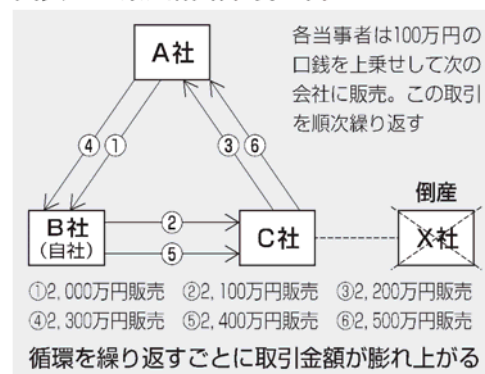 A社
各当事者は100万円の
口銭を上乗せして次の
会社に販売。この取引
を順次繰り返す
④ ① ③ ⑥
倒産
B社
(自社)
②
⑤
C社
X社
①2,000万円販売 ②2,100万円販売 ③2,200万円販売
④2,300万円販売 ⑤2,400万円販売 ⑥2,500万円販売
循環を繰り返すごとに取引金額が膨れ上がる